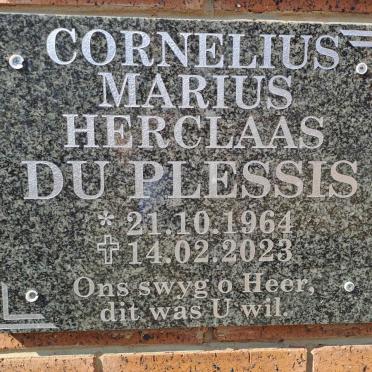 CORNELIUS
MARIUS
HERCLAAS
DU PLESSIS
* 21.10.1964
✝ 14.02.2023
Ons swyg o Heer,
dit was U wil.